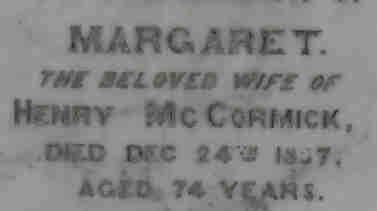 MARGARET.
THE BELOVED WIFE OF
HENRY MCCORMICK,
DIED DEC 24TH
AGED 74 YEARS.